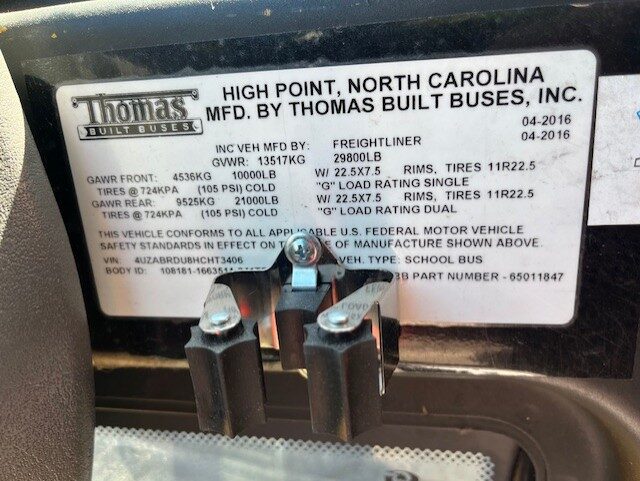 Thomas
BUILT BUSES
HIGH POINT, NORTH CAROLINA
MFD. BY THOMAS BUILT BUSES, INC.
04-2016
INC VEH MFD BY: FREIGHTLINER 04-2016
GVWR: 13517KG 29800LB
GAWR FRONT: 4536KG 10000LB W/ 22.5X7.5 RIMS, TIRES 11R22.5
TIRES @ 724KPA (105 PSI) COLD "G" LOAD RATING SINGLE
GAWR REAR: 9525KG 21000LB W/ 22.5X7.5 RIMS, TIRES 11R22.5
TIRES @ 724KPA (105 PSI) COLD "G" LOAD RATING DUAL
THIS VEHICLE CONFORMS TO ALL APPLICABLE U.S. FEDERAL MOTOR VEHICLE
SAFETY STANDARDS IN EFFECT ON OF MANUFACTURE SHOWN ABOVE.
VIN: 4UZABRDU8HCHT3406 VEH. TYPE: SCHOOL BUS
BODY ID: PART NUMBER - 65011847